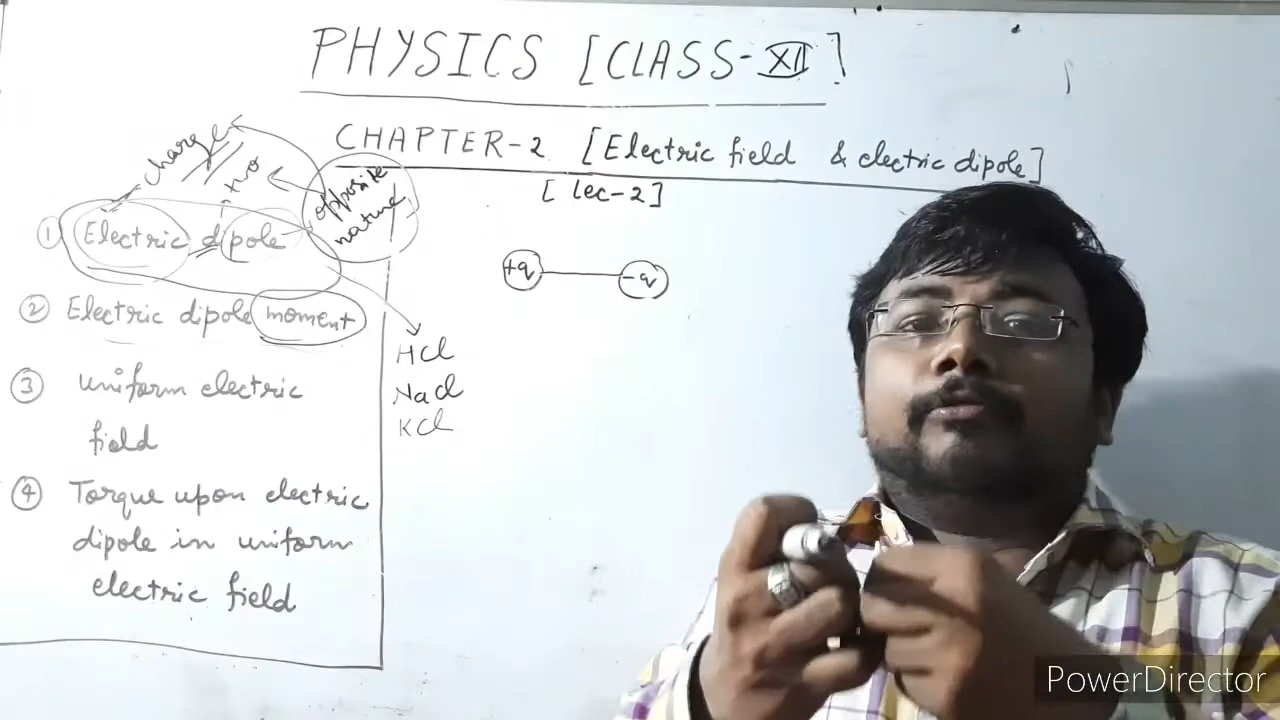 PHYSICS [CLASS-XII]
CHAPTER-2 [Electric field & electric dipole]
[lec-2]
charge
two
opposite
nature
① Electric dipole
② Electric dipole moment
③ uniform electric
field
④ Torque upon electric
dipole in uniform
electric field
HCl
NaCl
KCl
+q -q
PowerDirector